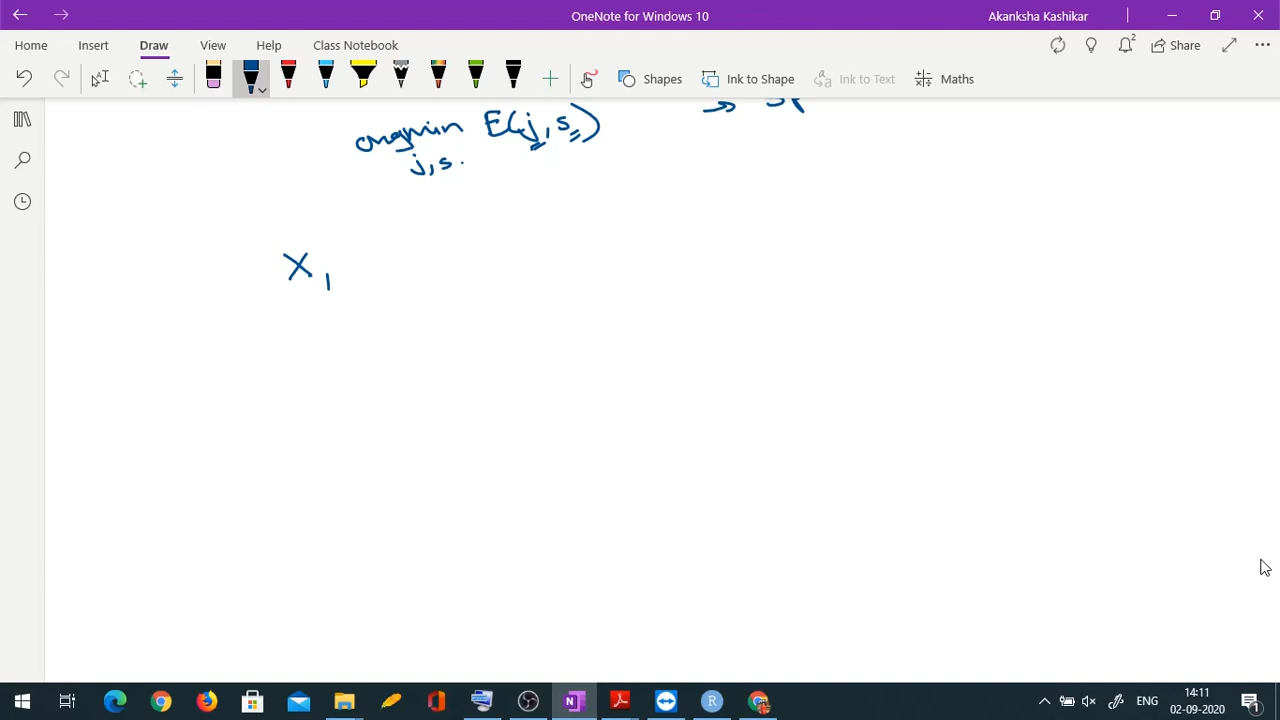 OneNote for Windows 10
Akanksha Kashikar
Home Insert Draw View Help Class Notebook
Share
Shapes Ink to Shape Ink to Text Maths
argmin E(j, s)
j, s.
X 1
ENG
14:11
02-09-2020